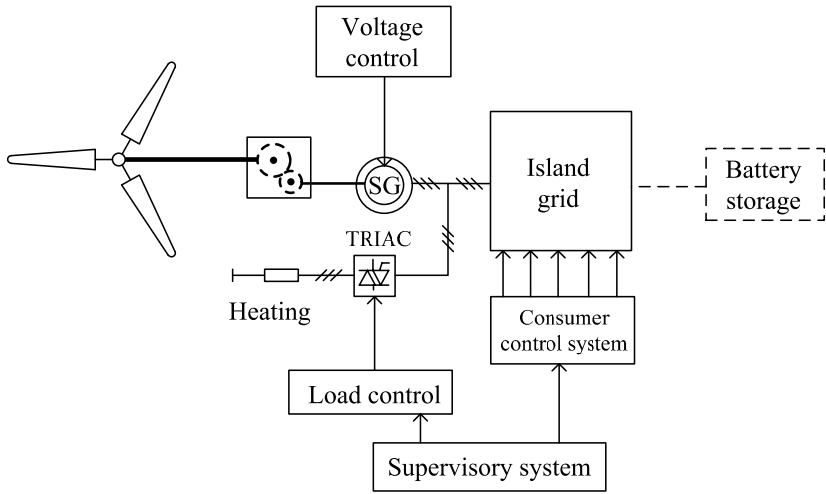 Voltage
control
SG
Island
grid
Battery
storage
TRIAC
Heating
Consumer
control system
Load control
Supervisory system